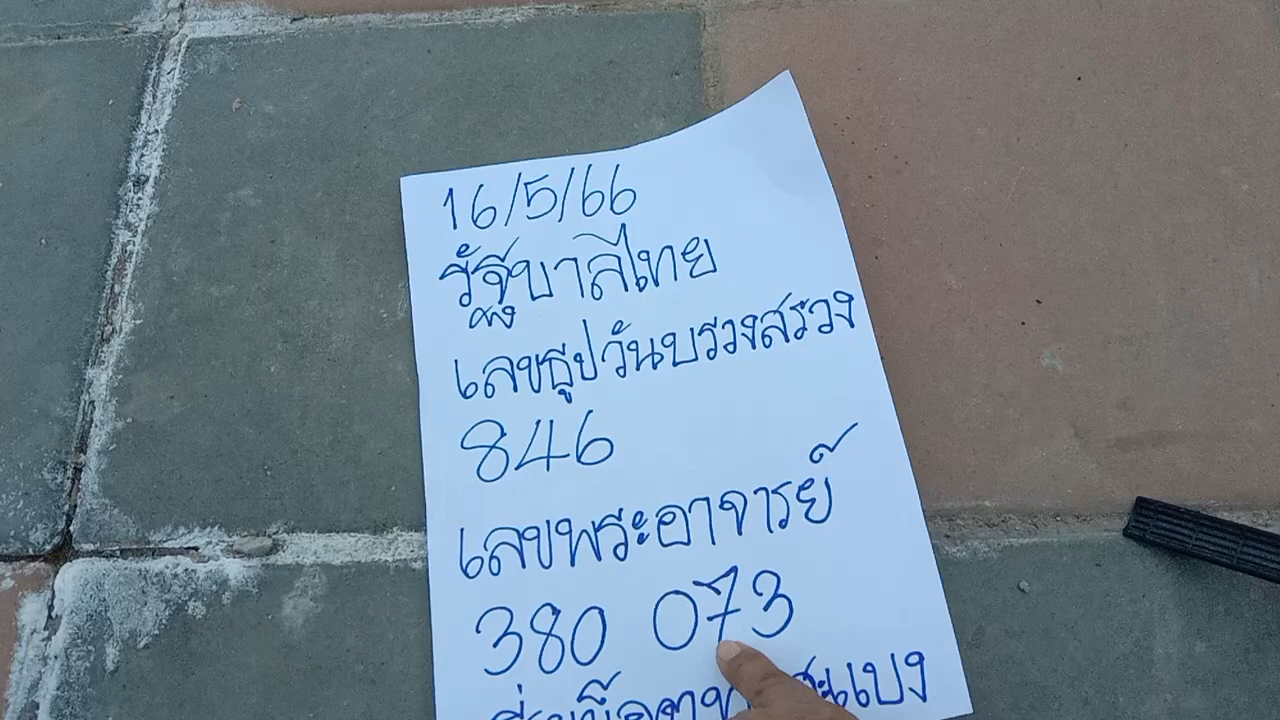 16/5/66
รัฐบาลไทย
เลขธูปวันบรวงสรวง
846
เลขพระอาจารย์
380 073